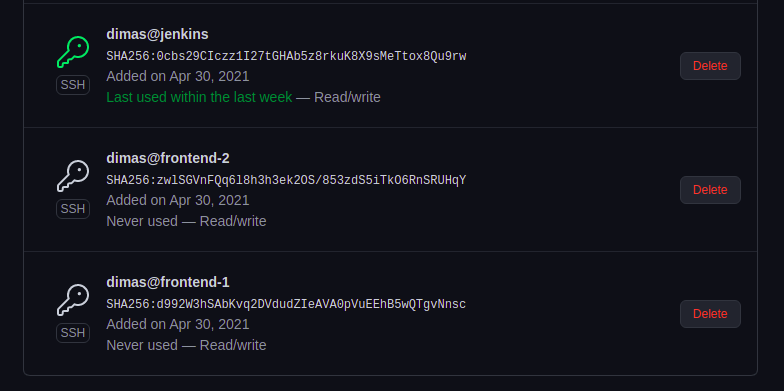 dimas@jenkins
SHA256:0cbs29CIczz1I27tGHAb5z8rkuK8X9sMeTtox8Qu9rw
Added on Apr 30, 2021
Last used within the last week — Read/write
SSH
Delete
dimas@frontend-2
SHA256:zwlSGVnFQq6l8h3h3ek2OS/853zdS5iTkO6RnSRUHqY
Added on Apr 30, 2021
Never used — Read/write
SSH
Delete
dimas@frontend-1
SHA256:d992W3hSAbKvq2DVdudZIeAVA0pVuEEhB5wQTgvNnsc
Added on Apr 30, 2021
Never used — Read/write
SSH
Delete